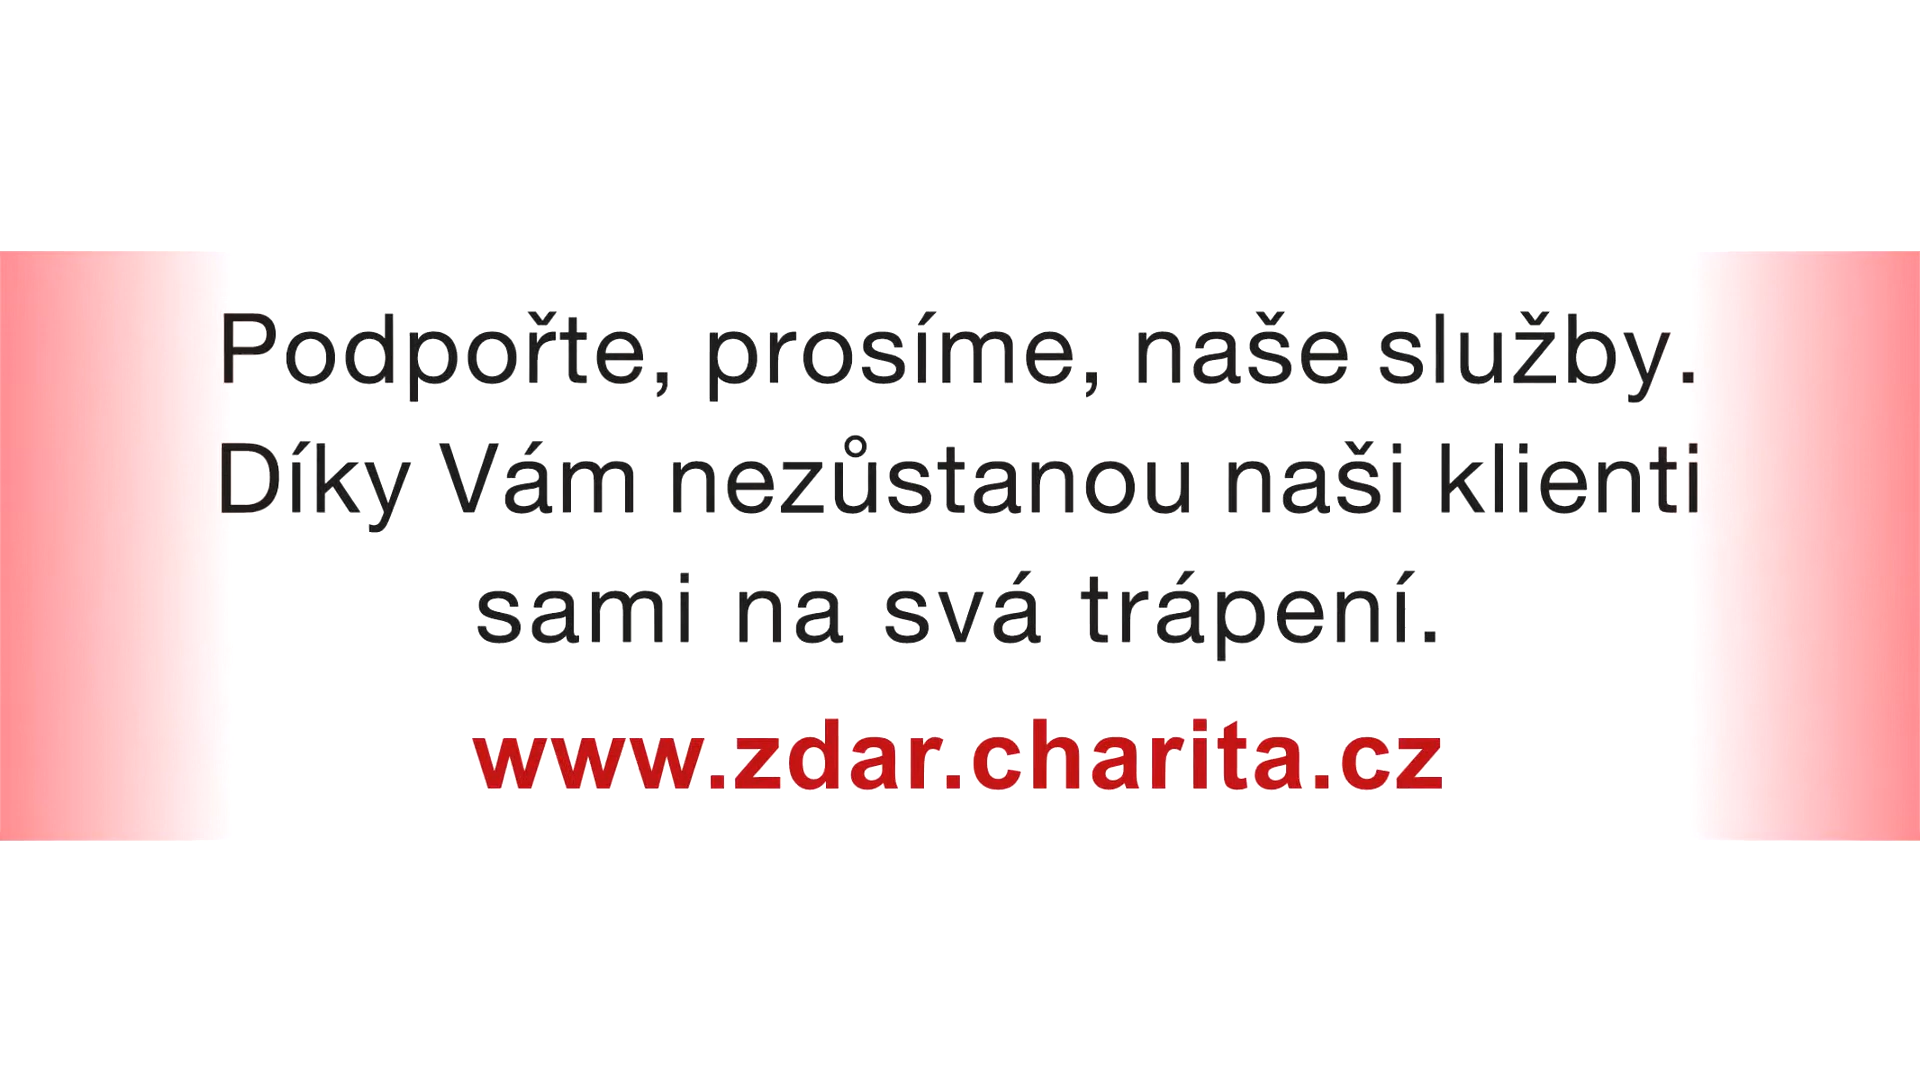 Podpořte, prosíme, naše služby.
Díky Vám nezůstanou naši klienti
sami na svá trápení.
www.zdar.charita.cz